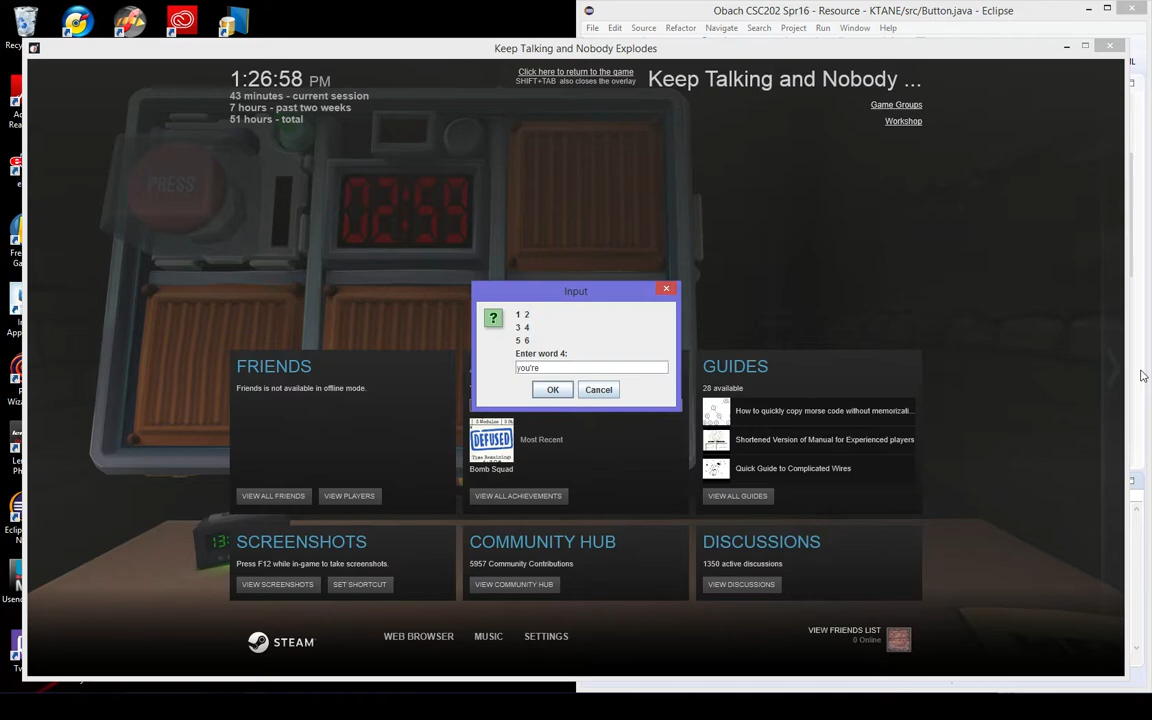 Obach CSC202 Spr16 - Resource - KTANE/src/Button.java - Eclipse
File Edit Source Refactor Navigate Search Project Run Window Help
Keep Talking and Nobody Explodes
1:26:58 PM
43 minutes - current session
7 hours - past two weeks
51 hours - total
Click here to return to the game
SHIFT+TAB also closes the overlay
Keep Talking and Nobody ...
Game Groups
Workshop
PRESS
02:59
Input
1 2
3 4
5 6
Enter word 4:
you're
OK Cancel
FRIENDS
Friends is not available in offline mode.
VIEW ALL FRIENDS VIEW PLAYERS
DEFUSED
Time Remaining:
Most Recent
Bomb Squad
VIEW ALL ACHIEVEMENTS
GUIDES
28 available
How to quickly copy morse code without memorizati...
Shortened Version of Manual for Experienced players
Quick Guide to Complicated Wires
VIEW ALL GUIDES
SCREENSHOTS
Press F12 while in-game to take screenshots.
VIEW SCREENSHOTS SET SHORTCUT
COMMUNITY HUB
5957 Community Contributions
VIEW COMMUNITY HUB
DISCUSSIONS
1350 active discussions
VIEW DISCUSSIONS
STEAM
WEB BROWSER MUSIC SETTINGS
VIEW FRIENDS LIST
0 Online